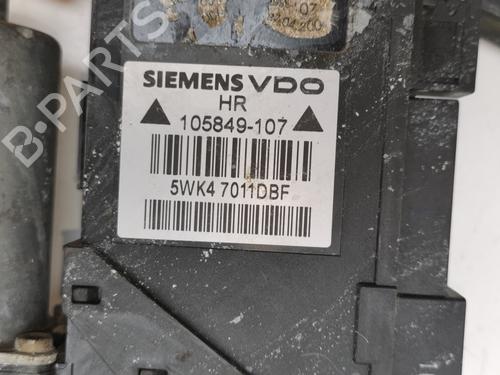 SIEMENS VDO
HR
105849-107
5WK4 7011DBF
B-PARTS